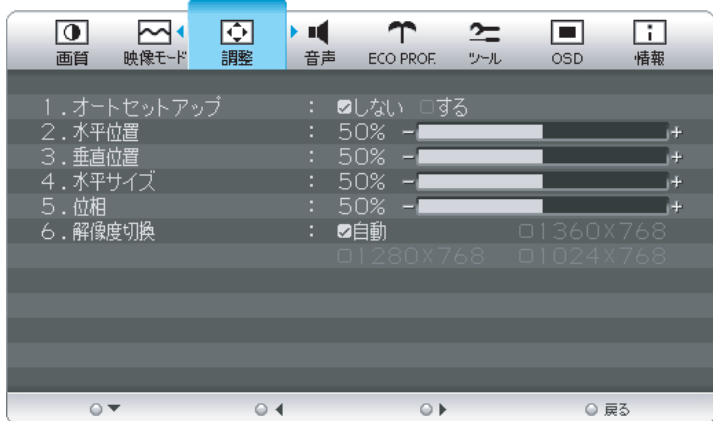 画質 映像モード 調整 音声 ECO PROF. ツール OSD 情報
1.オートセットアップ : ☑しない □する
2.水平位置 : 50% - +
3.垂直位置 : 50% - +
4.水平サイズ : 50% - +
5.位相 : 50% - +
6.解像度切換 : ☑自動 □1360X768
□1280X768 □1024X768
戻る